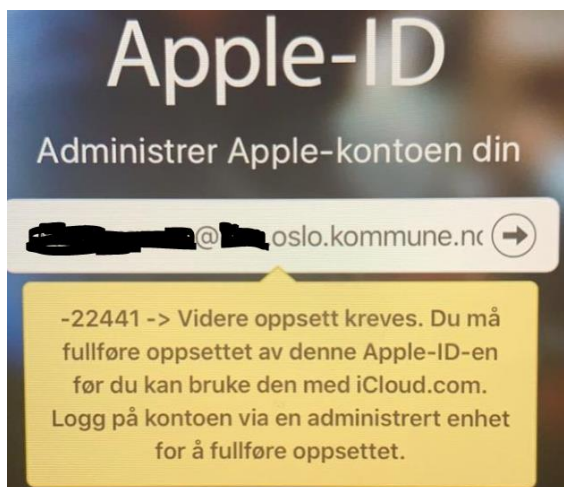 Apple-ID
Administrer Apple-kontoen din
@ .oslo.kommune.no
-22441 -> Videre oppsett kreves. Du må
fullføre oppsettet av denne Apple-ID-en
før du kan bruke den med iCloud.com.
Logg på kontoen via en administrert enhet
for å fullføre oppsettet.